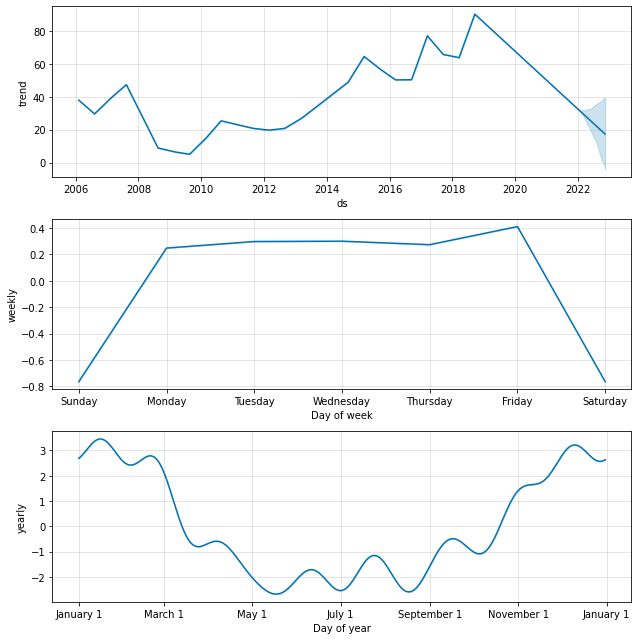 80
60
40
20
0
trend
2006 2008 2010 2012 2014 2016 2018 2020 2022
ds
0.4
0.2
0.0
−0.2
−0.4
−0.6
−0.8
weekly
Sunday Monday Tuesday Wednesday Thursday Friday Saturday
Day of week
3
2
1
0
−1
−2
yearly
January 1 March 1 May 1 July 1 September 1 November 1 January 1
Day of year